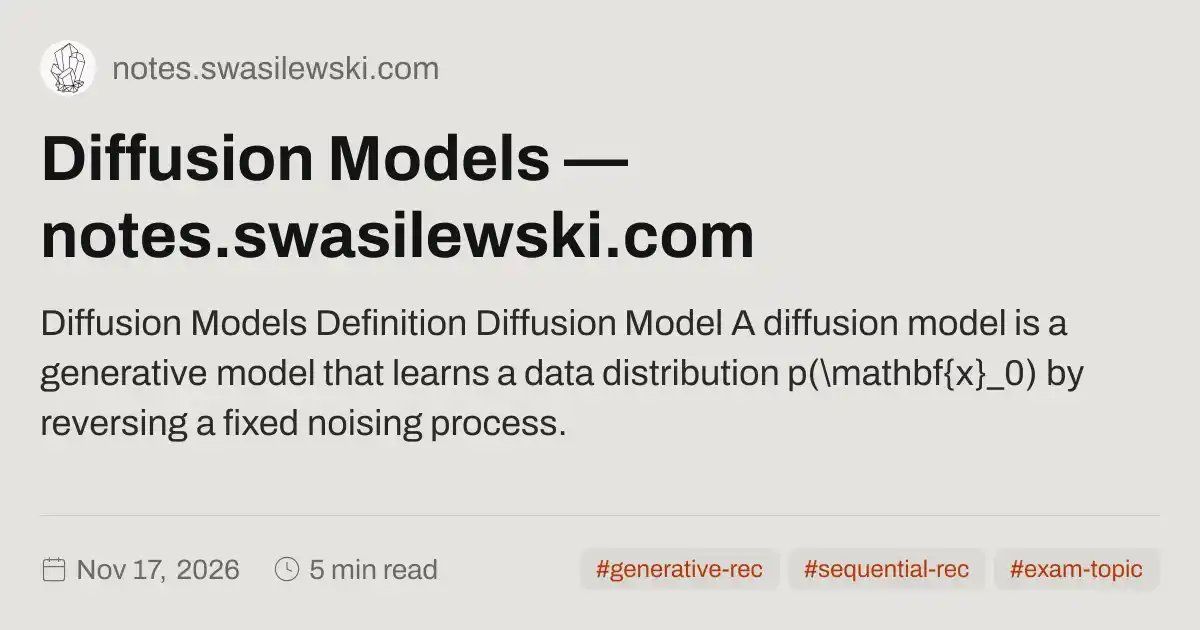 notes.swasilewski.com
Diffusion Models —
notes.swasilewski.com
Diffusion Models Definition Diffusion Model A diffusion model is a
generative model that learns a data distribution p(\mathbf{x}_0) by
reversing a fixed noising process.
Nov 17, 2026 5 min read #generative-rec #sequential-rec #exam-topic